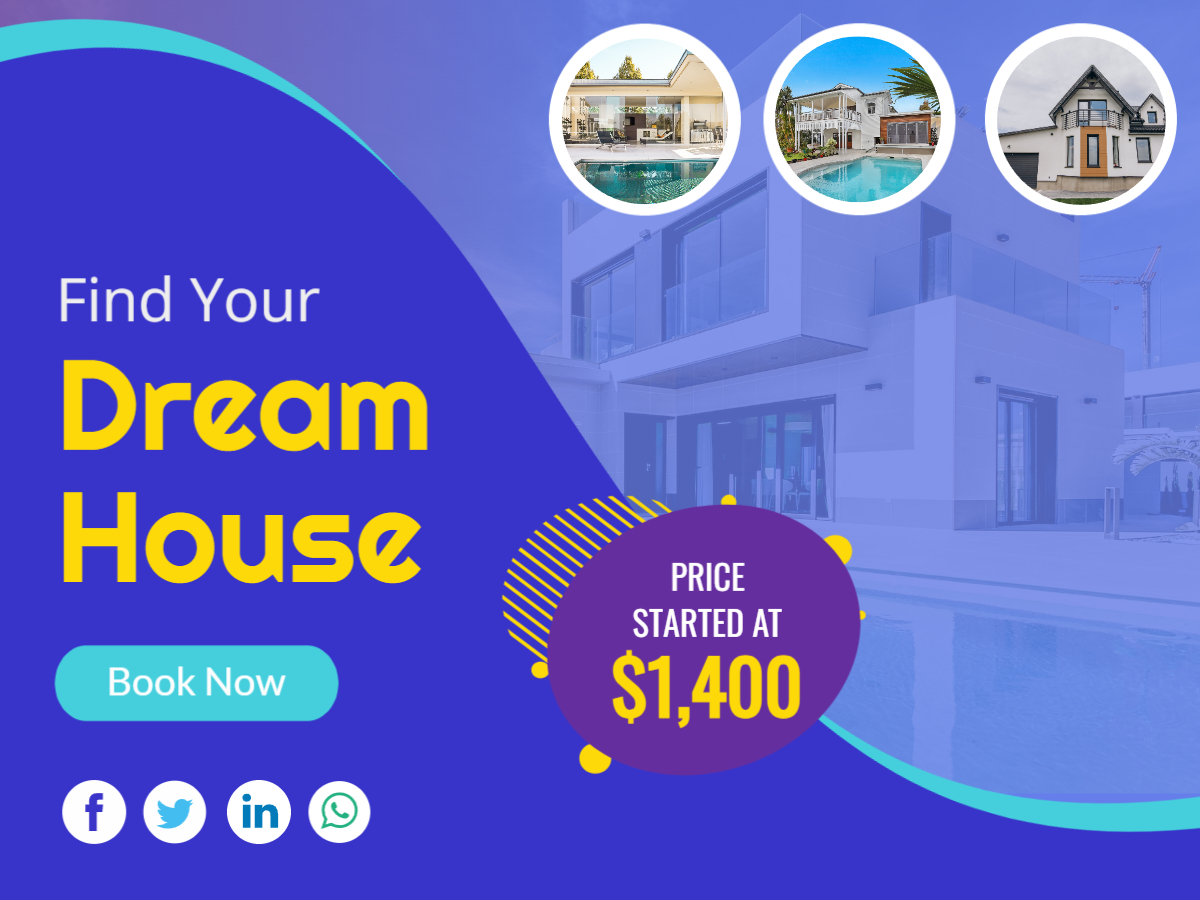 Find Your
Dream
House
Book Now
PRICE
STARTED AT
$1,400